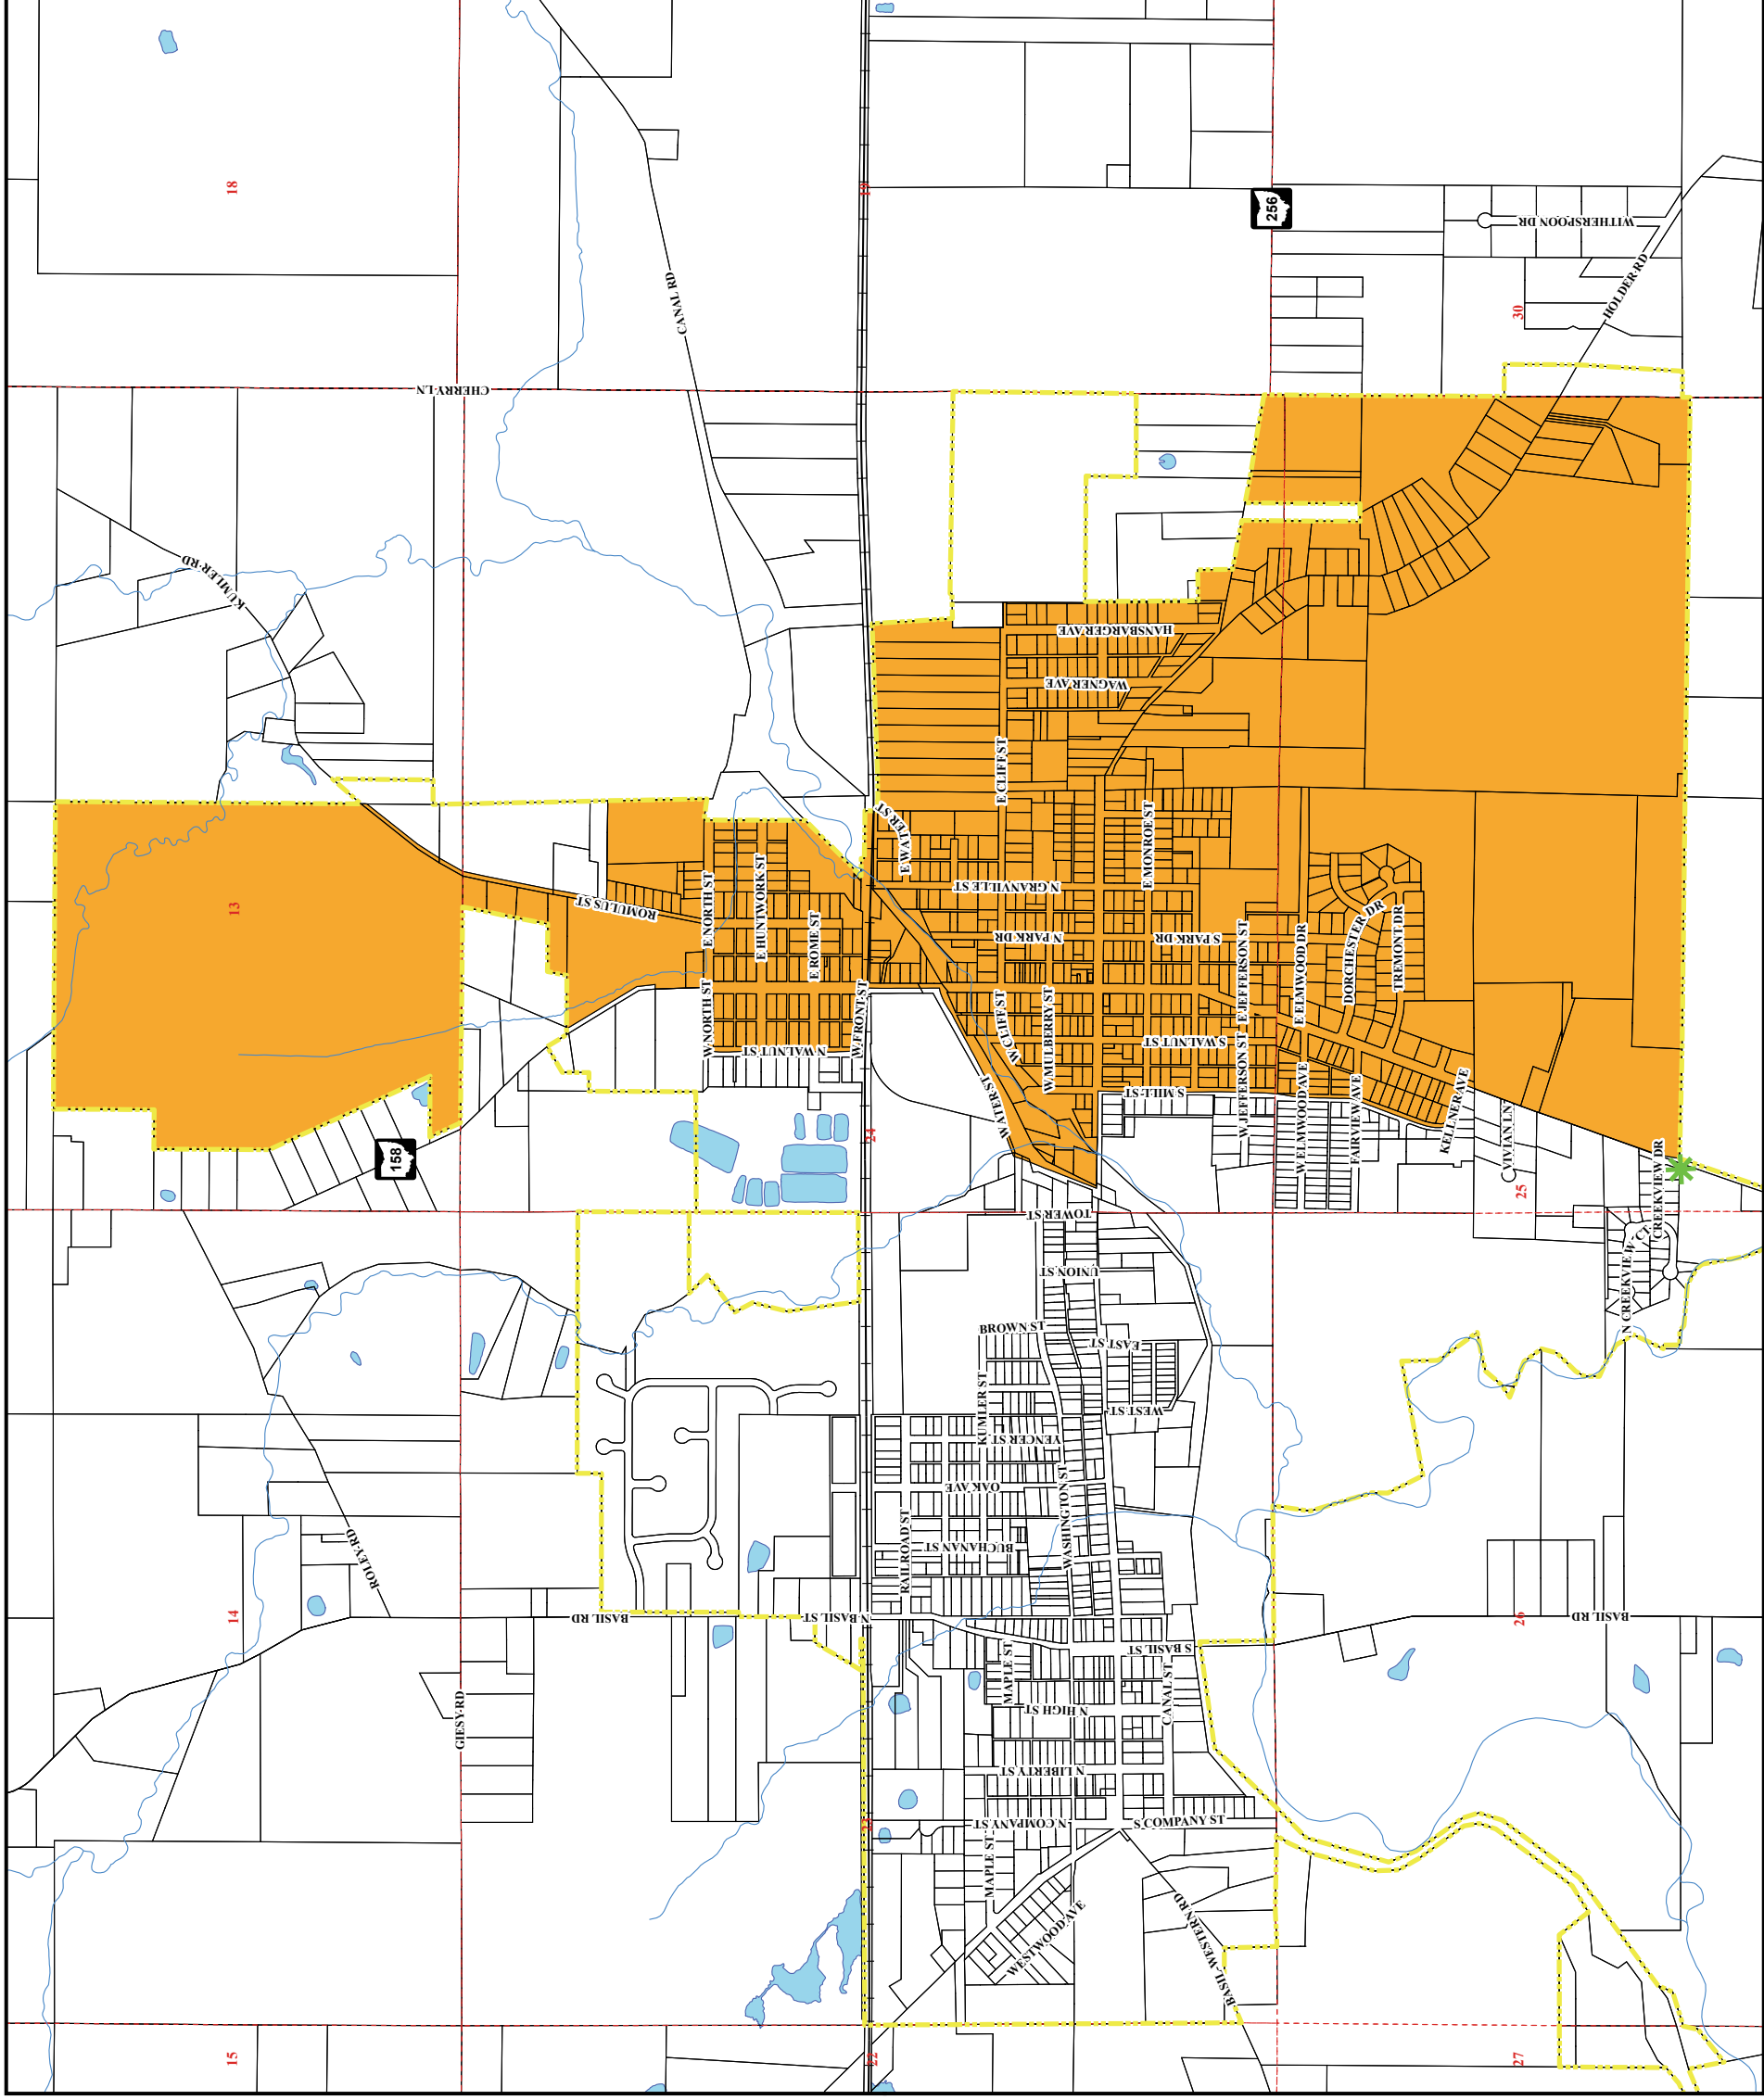 18
19
256
WITHERSPOON DR
CANAL RD
HOLDER RD
30
CHERRY LN
KUMLER RD
HANSBARGER AVE
WAGNER AVE
E CLIFF ST
E WATER ST
E MONROE ST
N GRANVILLE ST
13
ROMULUS ST
E NORTH ST
E HUNTWORK ST
E ROME ST
N PARK DR
S PARK DR
E JEFFERSON ST
E ELMWOOD DR
DORCHESTER DR
TREMONT DR
W NORTH ST
N WALNUT ST
W FRONT ST
W CLIFF ST
W MULBERRY ST
S WALNUT ST
S MILL ST
W JEFFERSON ST
W ELMWOOD AVE
FAIRVIEW AVE
KELLNER AVE
VIVIAN LN
WATER ST
158
24
25
CREEKVIEW DR
N CREEKVIEW CI
TOWER ST
UNION ST
BROWN ST
EAST ST
KUMLER ST
WEST ST
YENCER ST
OAK AVE
WASHINGTON ST
RAILROAD ST
BUCHANAN ST
ROLEY RD
14
BASIL RD
N BASIL ST
S BASIL ST
26
BASIL RD
GIESY RD
MAPLE ST
N HIGH ST
CANAL ST
N LIBERTY ST
23
N COMPANY ST
S COMPANY ST
MAPLE ST
WESTWOOD AVE
BASIL-WESTERN RD
15
22
27